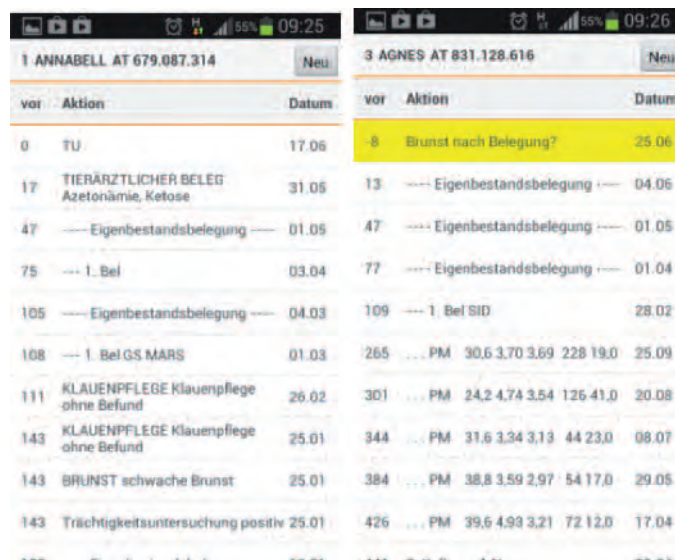 H
55%
09:25
1 ANNABELL AT 679.087.314
Neu
vor Aktion Datum
0 TU 17.06
17 TIERÄRZTLICHER BELEG
Azetonämie, Ketose 31.05
47 ---- Eigenbestandsbelegung ---- 01.05
75 --- 1. Bel 03.04
105 ---- Eigenbestandsbelegung ---- 04.03
108 --- 1. Bel GS MARS 01.03
111 KLAUENPFLEGE Klauenpflege
ohne Befund 26.02
143 KLAUENPFLEGE Klauenpflege
ohne Befund 25.01
143 BRUNST schwache Brunst 25.01
143 Trächtigkeitsuntersuchung positiv 25.01
H
55%
09:26
3 AGNES AT 831.128.616
Neu
vor Aktion Datum
-8 Brunst nach Belegung? 25.06
13 ---- Eigenbestandsbelegung ---- 04.06
47 ---- Eigenbestandsbelegung ---- 01.05
77 ---- Eigenbestandsbelegung ---- 01.04
109 --- 1. Bel SID 28.02
265 .... PM 30,6 3,70 3,69 228 19,0 25.09
301 .... PM 24,2 4,74 3,54 126 41,0 20.08
344 .... PM 31,6 3,34 3,13 44 23,0 08.07
384 .... PM 38,8 3,59 2,97 54 17,0 29.05
426 .... PM 39,6 4,93 3,21 72 12,0 17.04